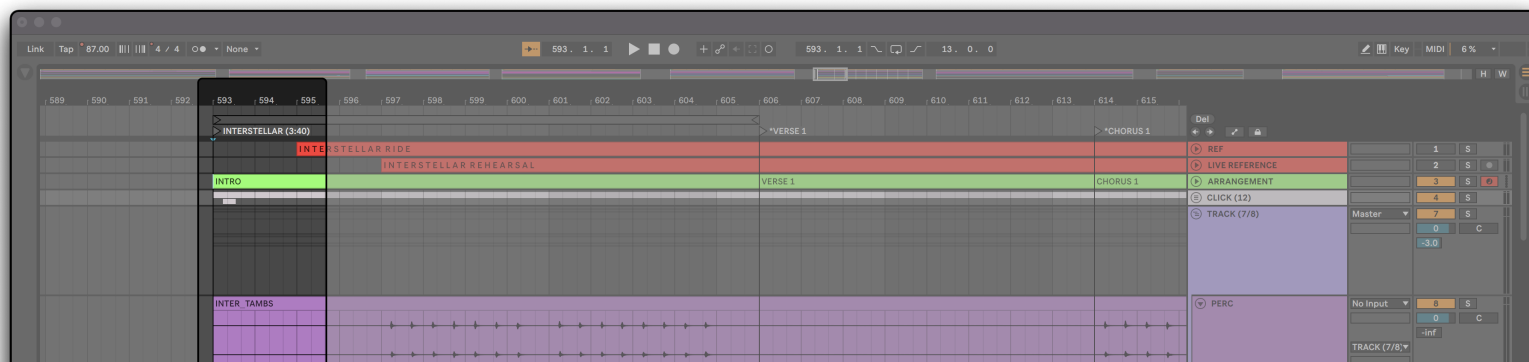 Link Tap 87.00 4 / 4 None 593. 1. 1 593. 1. 1 13. 0. 0 Key MIDI 6 %
H W
589 590 591 592 593 594 595 596 597 598 599 600 601 602 603 604 605 606 607 608 609 610 611 612 613 614 615
Del
INTERSTELLAR (3:40) *VERSE 1 *CHORUS 1
INTERSTELLAR RIDE REF 1 S
INTERSTELLAR REHEARSAL LIVE REFERENCE 2 S
INTRO VERSE 1 CHORUS 1 ARRANGEMENT 3 S
CLICK (12) 4 S
TRACK (7/8) Master 7 S
0 C
-3.0
INTER_TAMBS PERC No Input 8 S
0 C
-inf
TRACK (7/8)